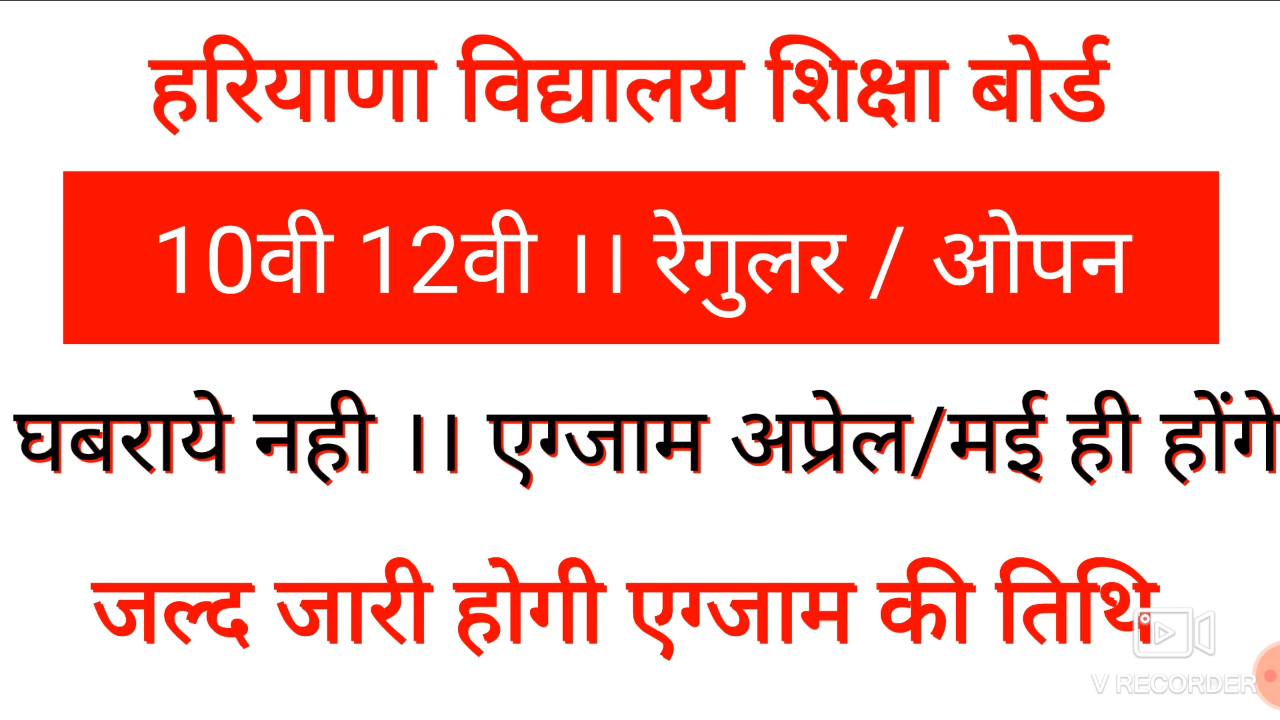 हरियाणा विद्यालय शिक्षा बोर्ड
10वी 12वी ।। रेगुलर / ओपन
घबराये नही ।। एग्जाम अप्रेल/मई ही होंगे
जल्द जारी होगी एग्जाम की तिथि
V RECORDER